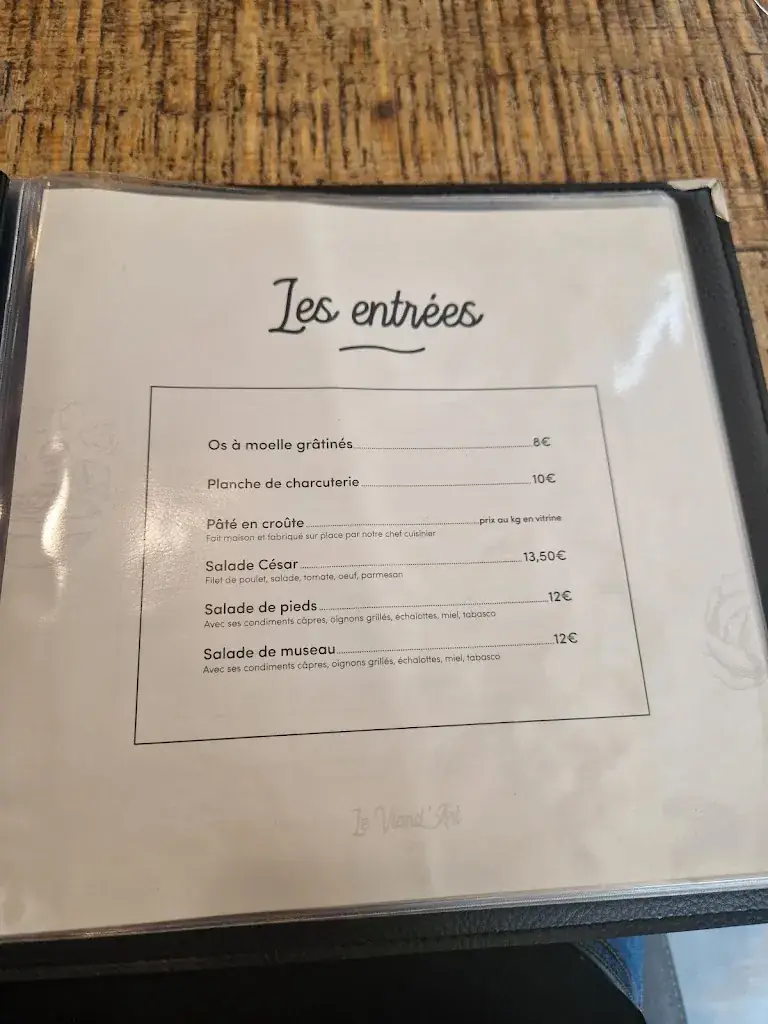 Les entrées
Os à moelle grâtinés 8€
Planche de charcuterie 10€
Pâté en croûte prix au kg en vitrine
Fait maison et fabriqué sur place par notre chef cuisinier
Salade César 13,50€
Filet de poulet, salade, tomate, oeuf, parmesan
Salade de pieds 12€
Avec ses condiments câpres, oignons grillés, échalottes, miel, tabasco
Salade de museau 12€
Avec ses condiments câpres, oignons grillés, échalottes, miel, tabasco
Le Viand'Art